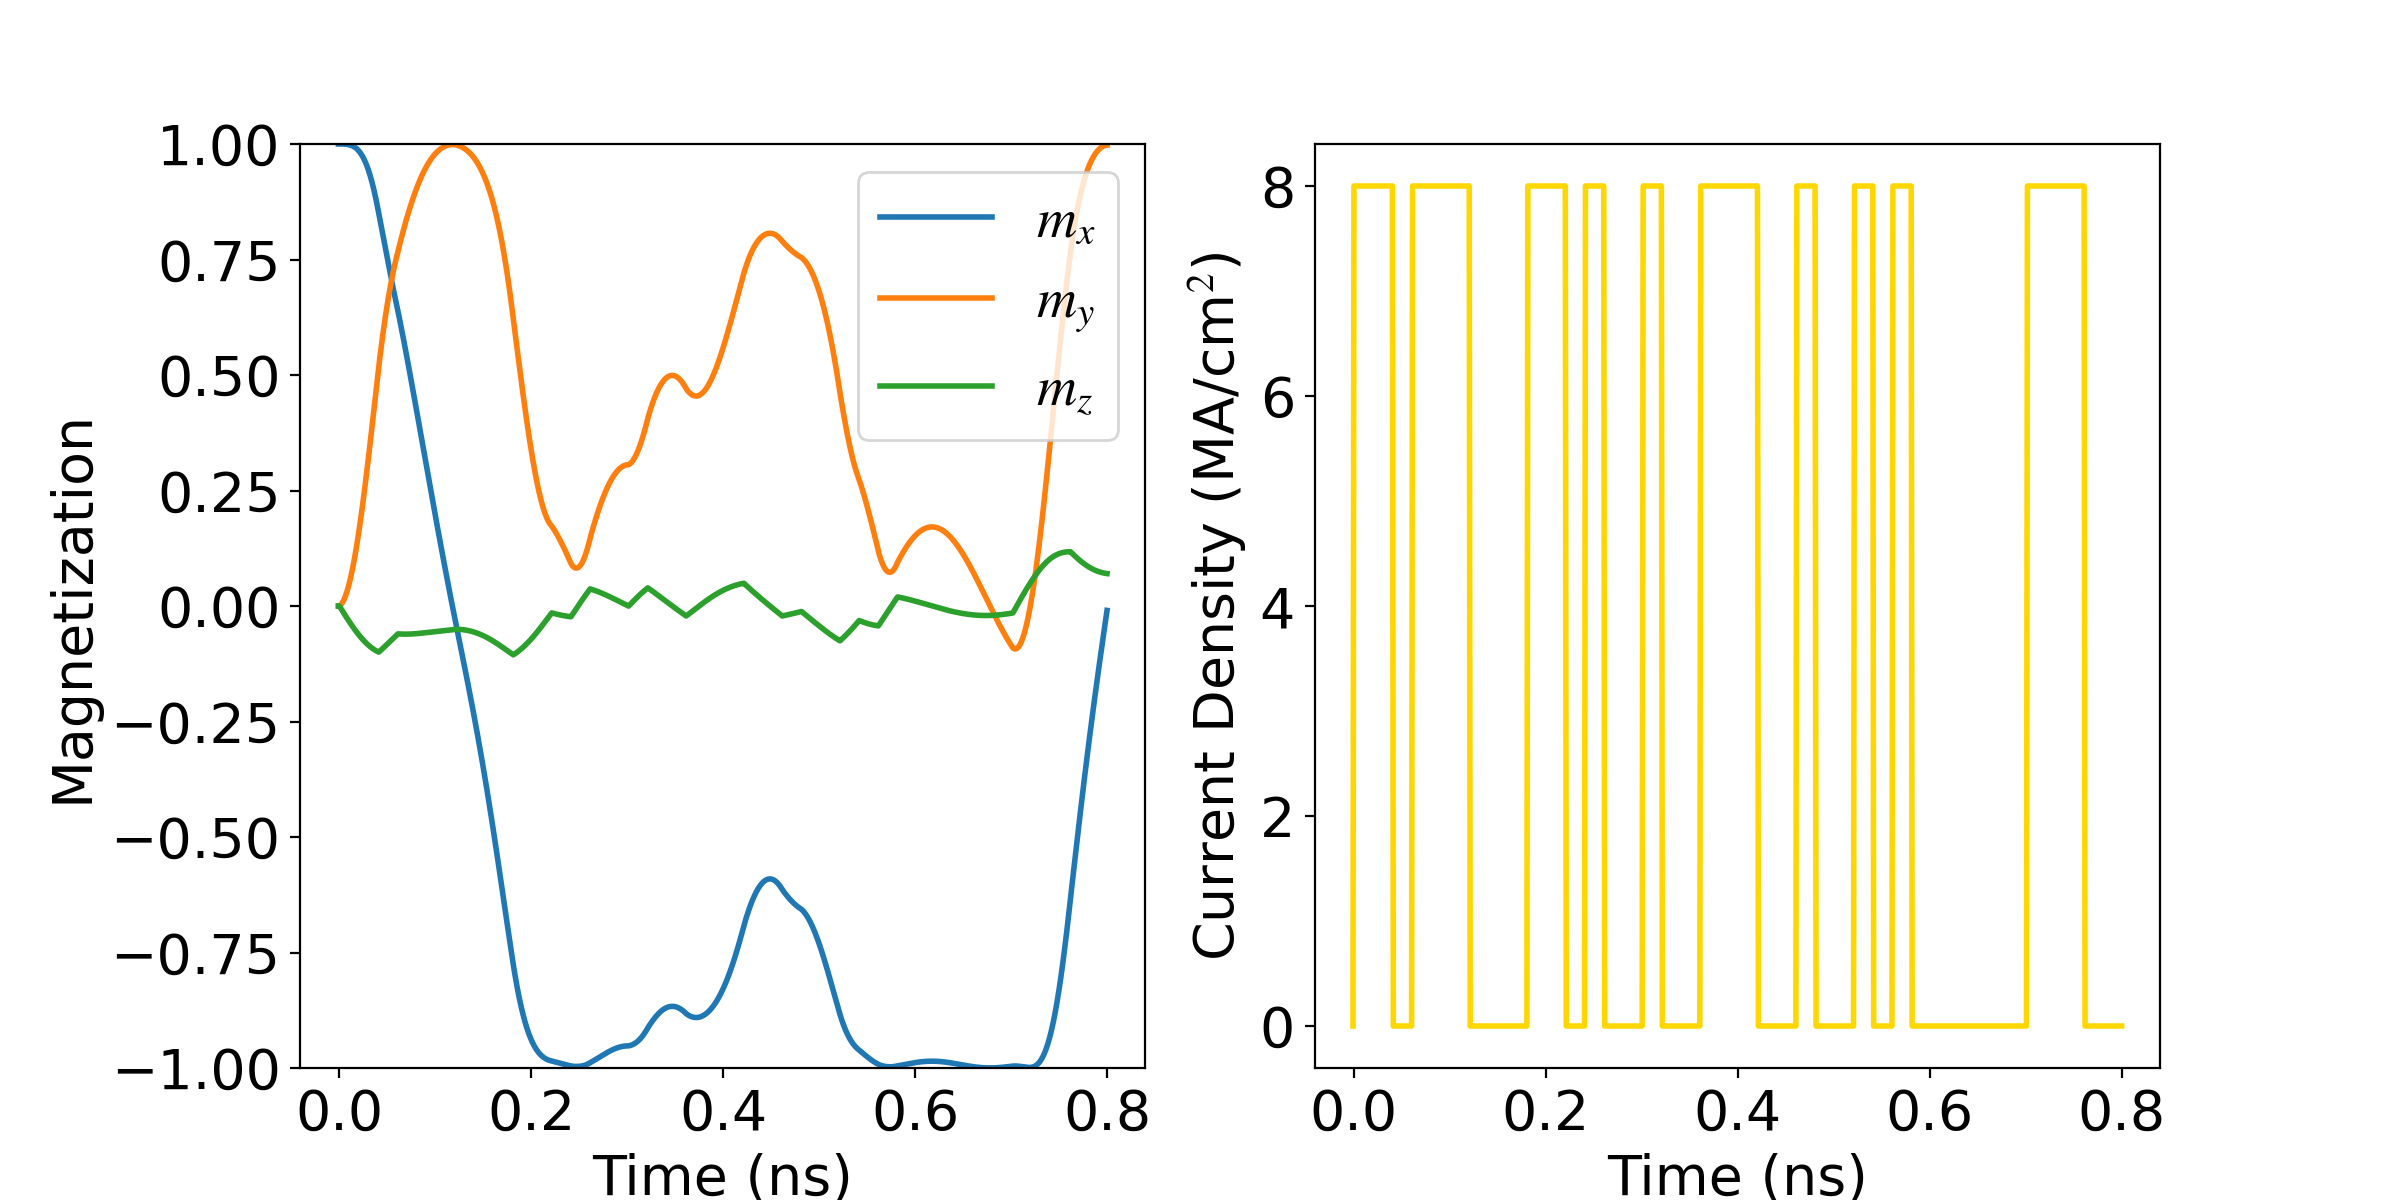 Magnetization
1.00
0.75
0.50
0.25
0.00
−0.25
−0.50
−0.75
−1.00
0.0 0.2 0.4 0.6 0.8
Time (ns)
m_x
m_y
m_z
Current Density (MA/cm²)
8
6
4
2
0
0.0 0.2 0.4 0.6 0.8
Time (ns)